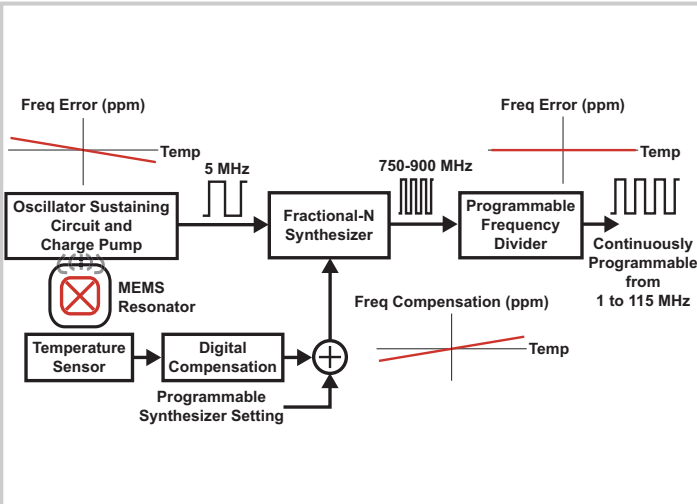 Freq Error (ppm)
Temp
Freq Error (ppm)
Temp
5 MHz
750-900 MHz
Oscillator Sustaining
Circuit and
Charge Pump
Fractional-N
Synthesizer
Programmable
Frequency
Divider
Continuously
Programmable
from
1 to 115 MHz
MEMS
Resonator
Freq Compensation (ppm)
Temp
Temperature
Sensor
Digital
Compensation
Programmable
Synthesizer Setting